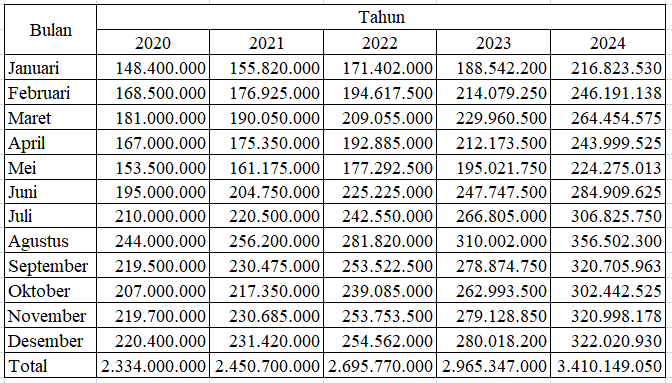 Bulan Tahun
2020 2021 2022 2023 2024
Januari 148.400.000 155.820.000 171.402.000 188.542.200 216.823.530
Februari 168.500.000 176.925.000 194.617.500 214.079.250 246.191.138
Maret 181.000.000 190.050.000 209.055.000 229.960.500 264.454.575
April 167.000.000 175.350.000 192.885.000 212.173.500 243.999.525
Mei 153.500.000 161.175.000 177.292.500 195.021.750 224.275.013
Juni 195.000.000 204.750.000 225.225.000 247.747.500 284.909.625
Juli 210.000.000 220.500.000 242.550.000 266.805.000 306.825.750
Agustus 244.000.000 256.200.000 281.820.000 310.002.000 356.502.300
September 219.500.000 230.475.000 253.522.500 278.874.750 320.705.963
Oktober 207.000.000 217.350.000 239.085.000 262.993.500 302.442.525
November 219.700.000 230.685.000 253.753.500 279.128.850 320.998.178
Desember 220.400.000 231.420.000 254.562.000 280.018.200 322.020.930
Total 2.334.000.000 2.450.700.000 2.695.770.000 2.965.347.000 3.410.149.050